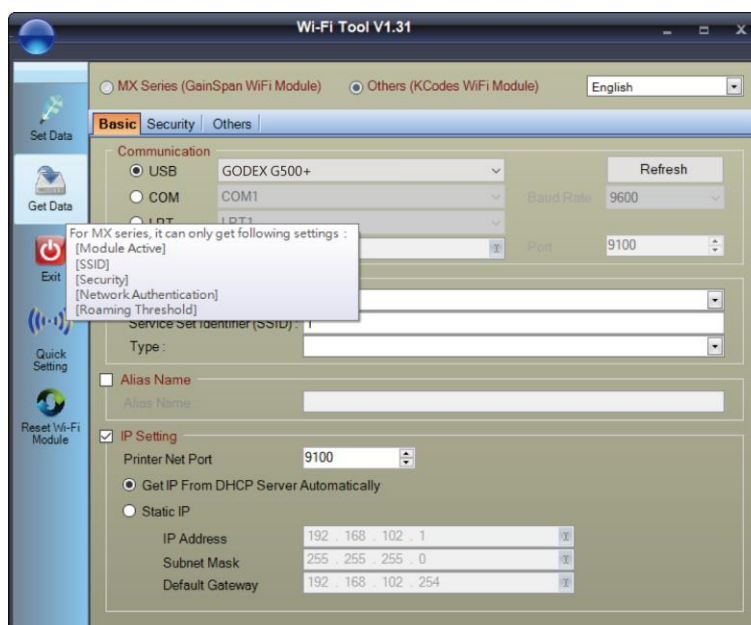 Wi-Fi Tool V1.31
MX Series (GainSpan WiFi Module)
Others (KCodes WiFi Module)
English
Set Data
Get Data
Exit
Quick
Setting
Reset Wi-Fi
Module
Basic
Security
Others
Communication
USB
GODEX G500+
Refresh
COM
COM1
Baud Rate
9600
LPT
LPT1
Port
9100
For MX series, it can only get following settings :
[Module Active]
[SSID]
[Security]
[Network Authentication]
[Roaming Threshold]
Service Set Identifier (SSID) :
Type :
Alias Name
Alias Name
IP Setting
Printer Net Port
9100
Get IP From DHCP Server Automatically
Static IP
IP Address
192 . 168 . 102 . 1
Subnet Mask
255 . 255 . 255 . 0
Default Gateway
192 . 168 . 102 . 254